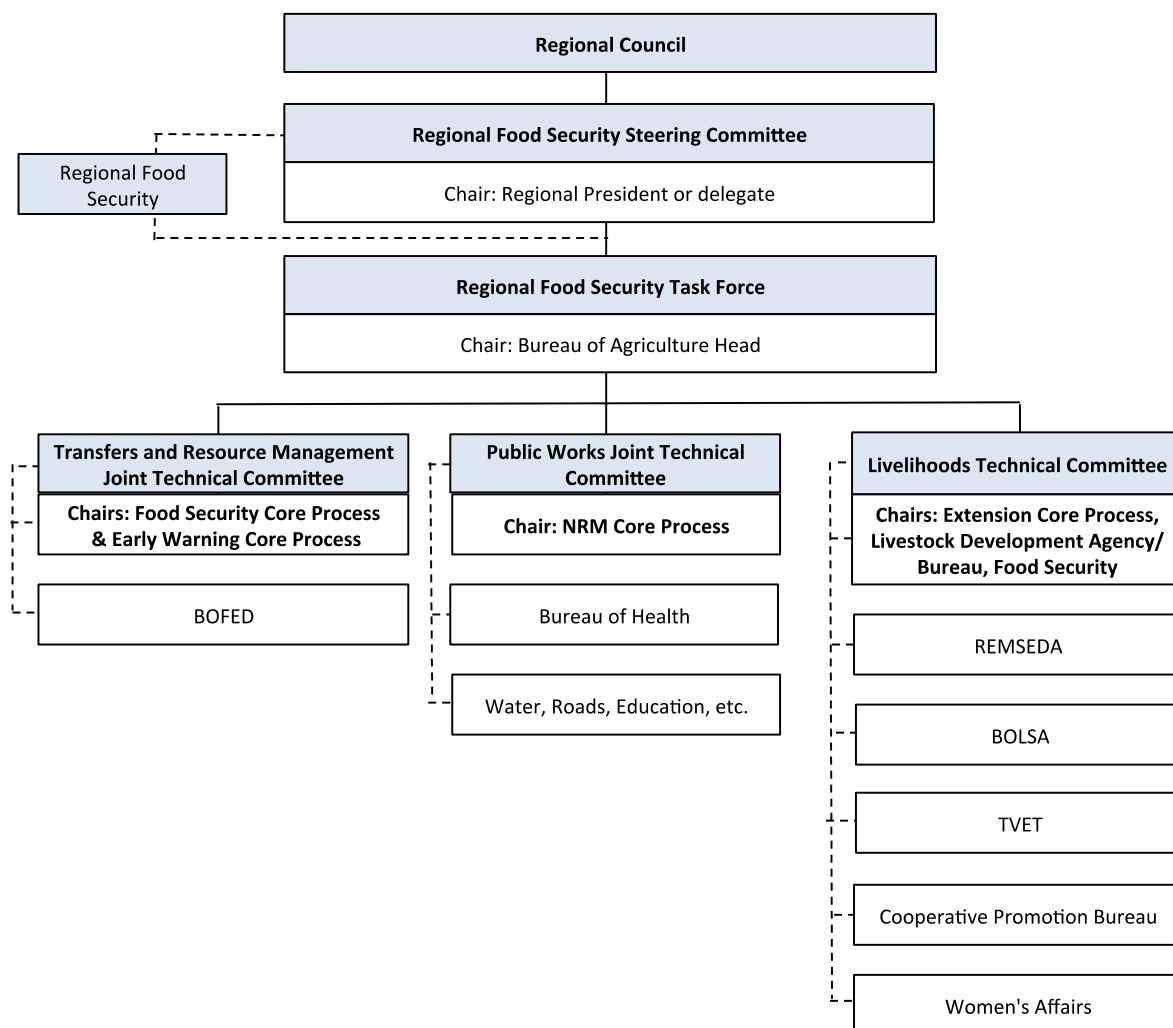 Regional Council
Regional Food Security Steering Committee
Chair: Regional President or delegate
Regional Food
Security
Regional Food Security Task Force
Chair: Bureau of Agriculture Head
Transfers and Resource Management
Joint Technical Committee
Chairs: Food Security Core Process
& Early Warning Core Process
BOFED
Public Works Joint Technical
Committee
Chair: NRM Core Process
Bureau of Health
Water, Roads, Education, etc.
Livelihoods Technical Committee
Chairs: Extension Core Process,
Livestock Development Agency/
Bureau, Food Security
REMSEDA
BOLSA
TVET
Cooperative Promotion Bureau
Women's Affairs